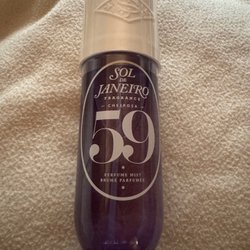 SOL
DE
JANEIRO
FRAGRANCE
CHEIROSA
59
PERFUME MIST
BRUME PARFUMÉE